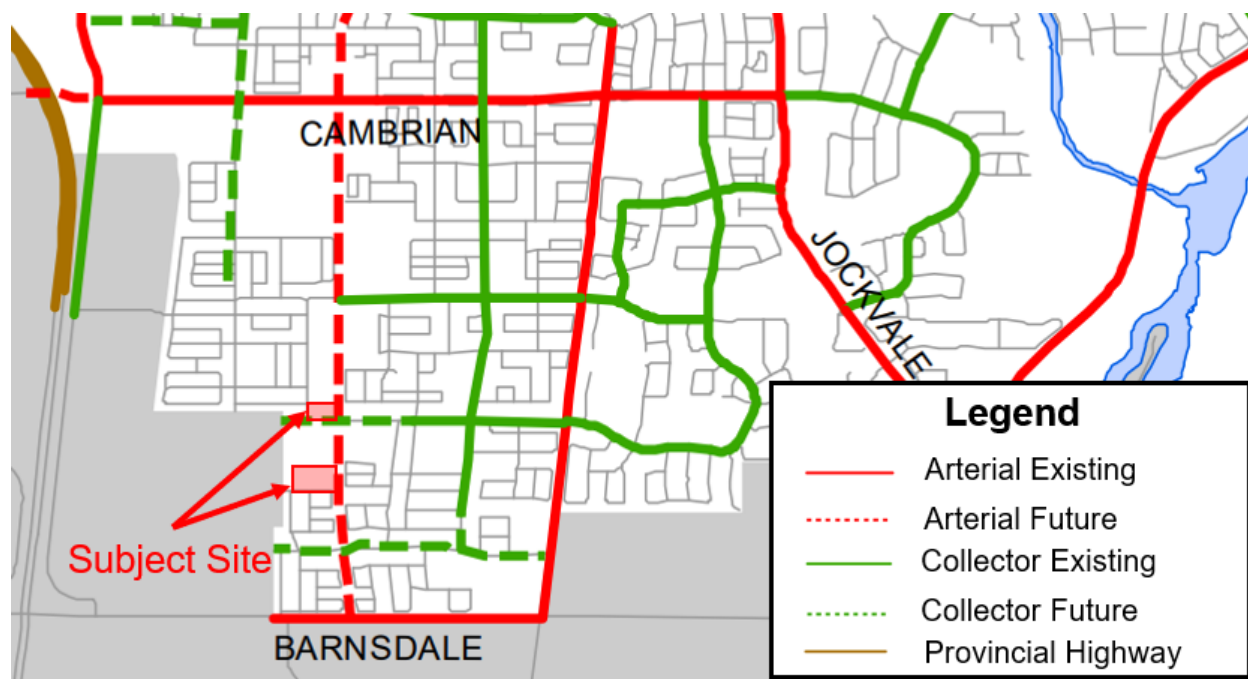 CAMBRIAN
JOCKVALE
Subject Site
BARNSDALE
Legend
Arterial Existing
Arterial Future
Collector Existing
Collector Future
Provincial Highway